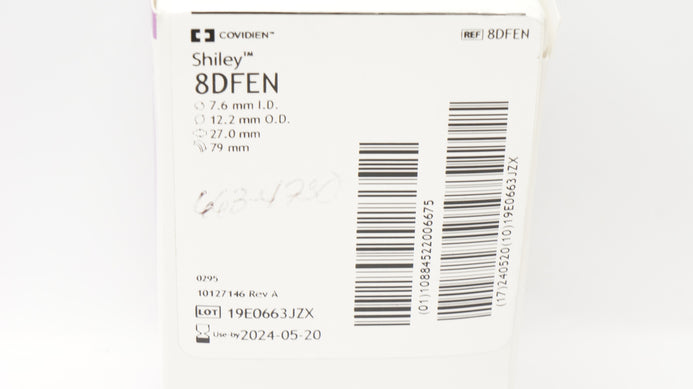 COVIDIEN™
REF 8DFEN
Shiley™
8DFEN
7.6 mm I.D.
12.2 mm O.D.
27.0 mm
79 mm
0295
10127146 Rev A
LOT 19E0663JZX
Use-by 2024-05-20
(01)10884522006675
(17)240520(10)19E0663JZX